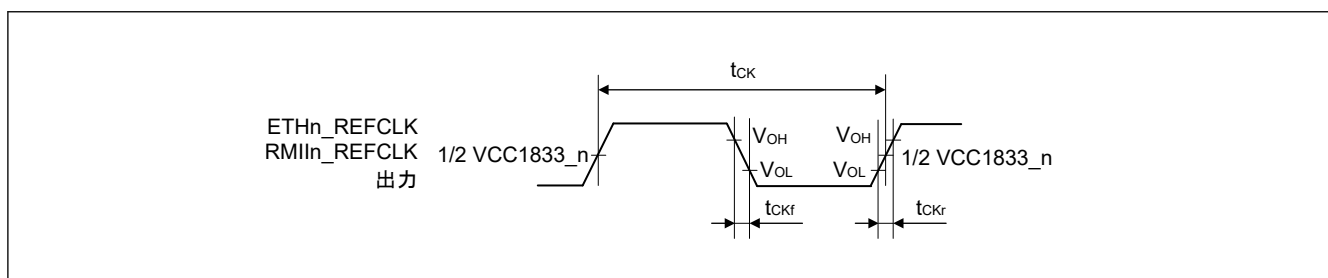 tCK
ETHn_REFCLK
RMIIn_REFCLK
出力
1/2 VCC1833_n
VOH
VOL
VOH
VOL
1/2 VCC1833_n
tCKf
tCKr